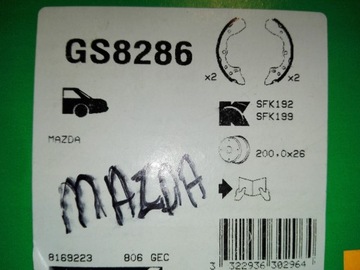 GS8286
x2 x2
SFK192
SFK199
MAZDA
200.0x26
MAZDA
8169223 806 GEC
3 322936 302964